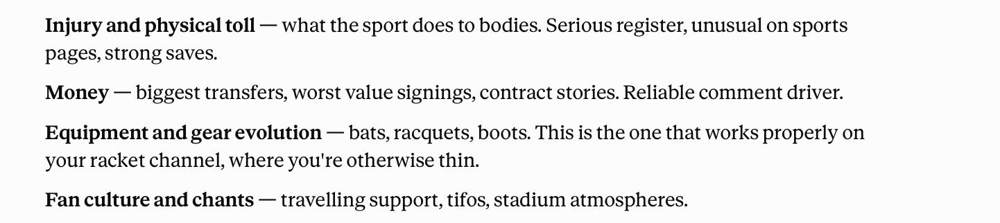 Injury and physical toll — what the sport does to bodies. Serious register, unusual on sports
pages, strong saves.
Money — biggest transfers, worst value signings, contract stories. Reliable comment driver.
Equipment and gear evolution — bats, racquets, boots. This is the one that works properly on
your racket channel, where you're otherwise thin.
Fan culture and chants — travelling support, tifos, stadium atmospheres.